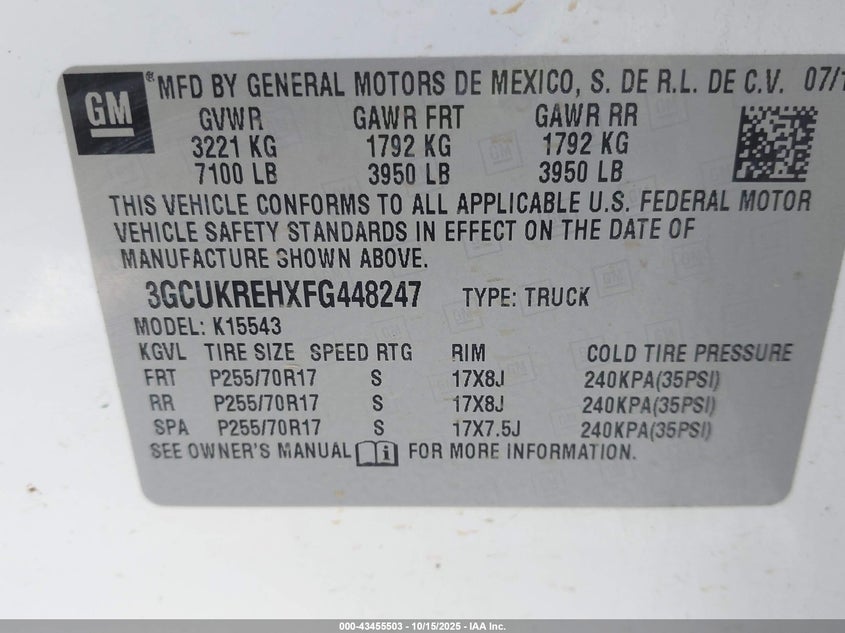 GM
® MFD BY GENERAL MOTORS DE MEXICO, S. DE R.L. DE C.V. 07/1
GVWR GAWR FRT GAWR RR
3221 KG 1792 KG 1792 KG
7100 LB 3950 LB 3950 LB
THIS VEHICLE CONFORMS TO ALL APPLICABLE U.S. FEDERAL MOTOR
VEHICLE SAFETY STANDARDS IN EFFECT ON THE DATE OF
MANUFACTURE SHOWN ABOVE.
3GCUKREHXFG448247 TYPE: TRUCK
MODEL: K15543
KGVL TIRE SIZE SPEED RTG RIM COLD TIRE PRESSURE
FRT P255/70R17 S 17X8J 240KPA(35PSI)
RR P255/70R17 S 17X8J 240KPA(35PSI)
SPA P255/70R17 S 17X7.5J 240KPA(35PSI)
SEE OWNER'S MANUAL i FOR MORE INFORMATION.
000-43455503 - 10/15/2025 - IAA Inc.